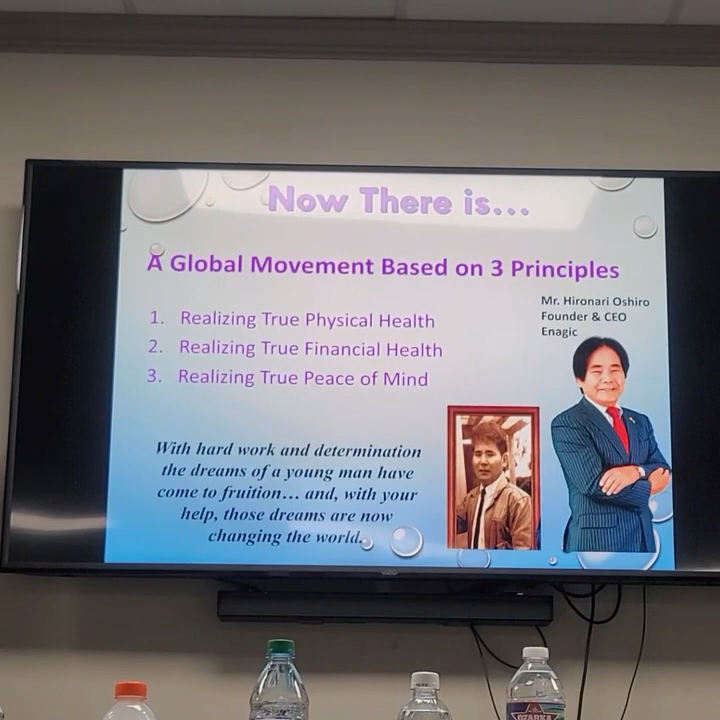 Now There is...
A Global Movement Based on 3 Principles
Mr. Hironari Oshiro
Founder & CEO
Enagic
1. Realizing True Physical Health
2. Realizing True Financial Health
3. Realizing True Peace of Mind
With hard work and determination
the dreams of a young man have
come to fruition... and, with your
help, those dreams are now
changing the world.
OZARKA